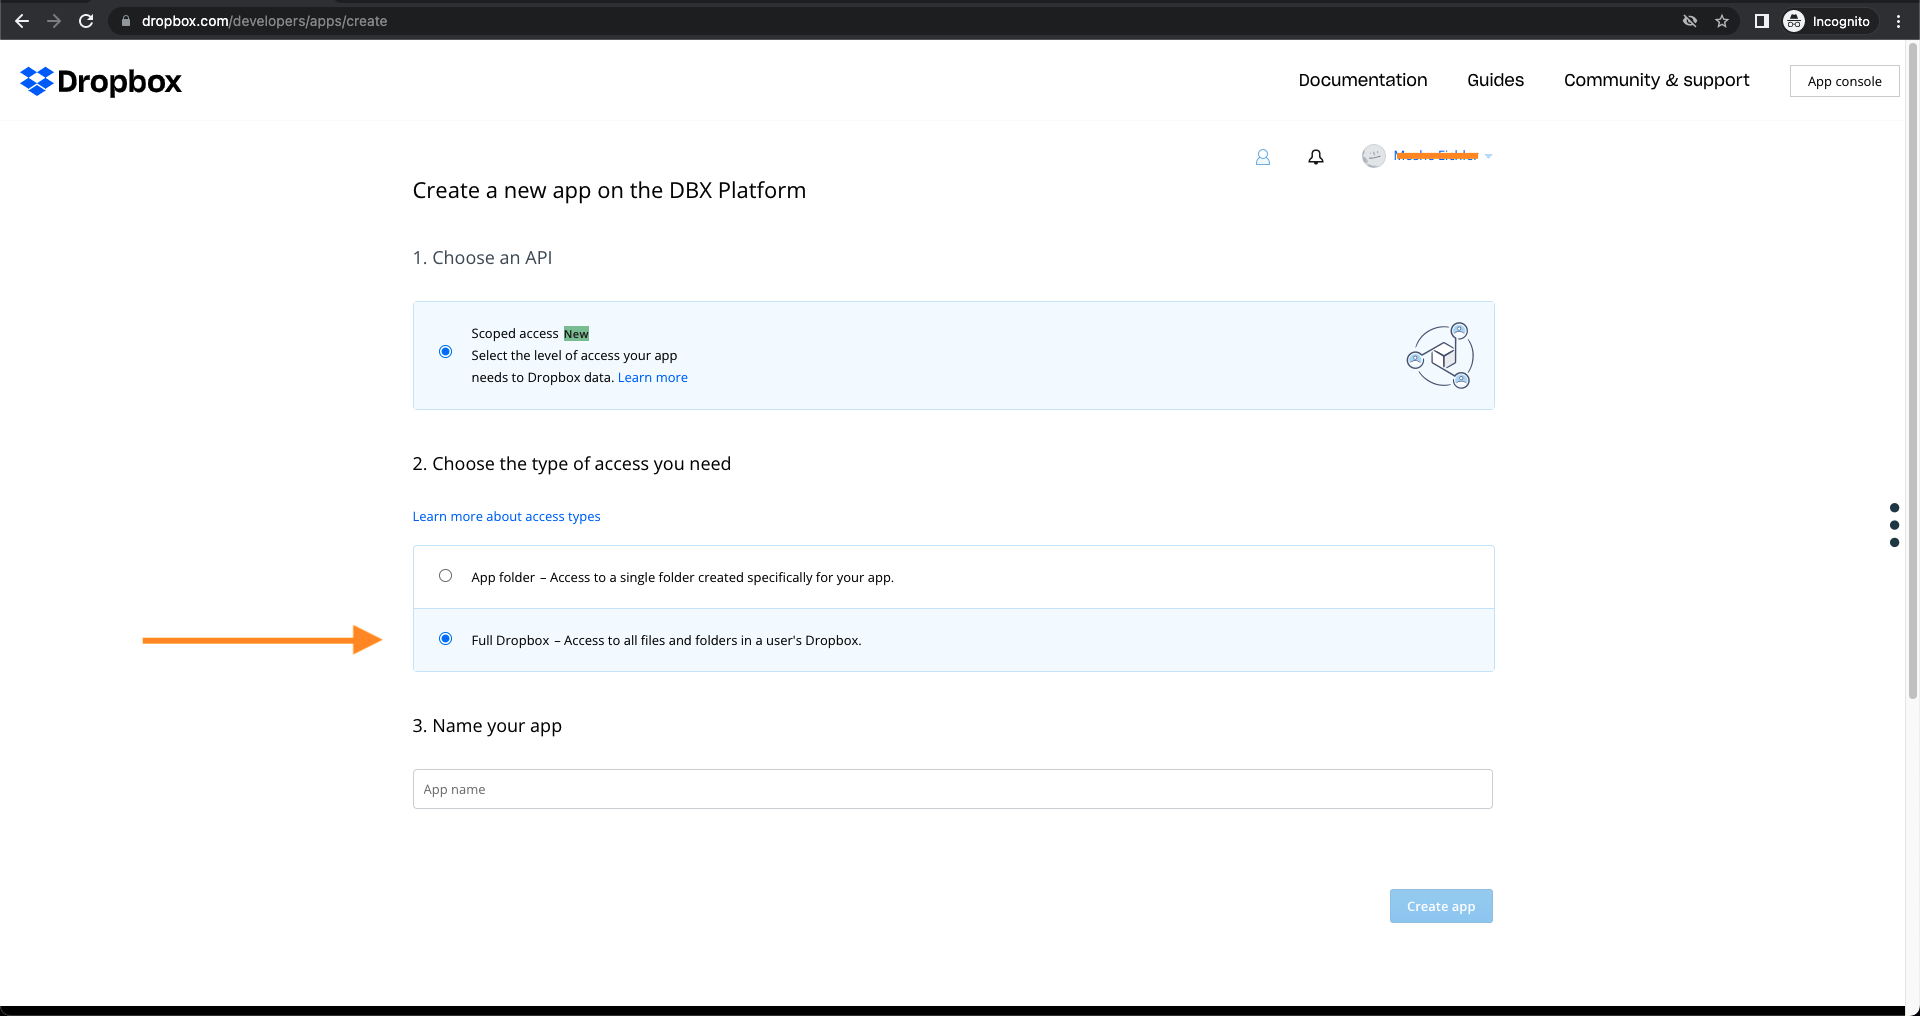 dropbox.com/developers/apps/create
Incognito
Dropbox
Documentation
Guides
Community & support
App console
Create a new app on the DBX Platform
1. Choose an API
Scoped access New
Select the level of access your app
needs to Dropbox data. Learn more
2. Choose the type of access you need
Learn more about access types
App folder – Access to a single folder created specifically for your app.
Full Dropbox – Access to all files and folders in a user's Dropbox.
3. Name your app
App name
Create app